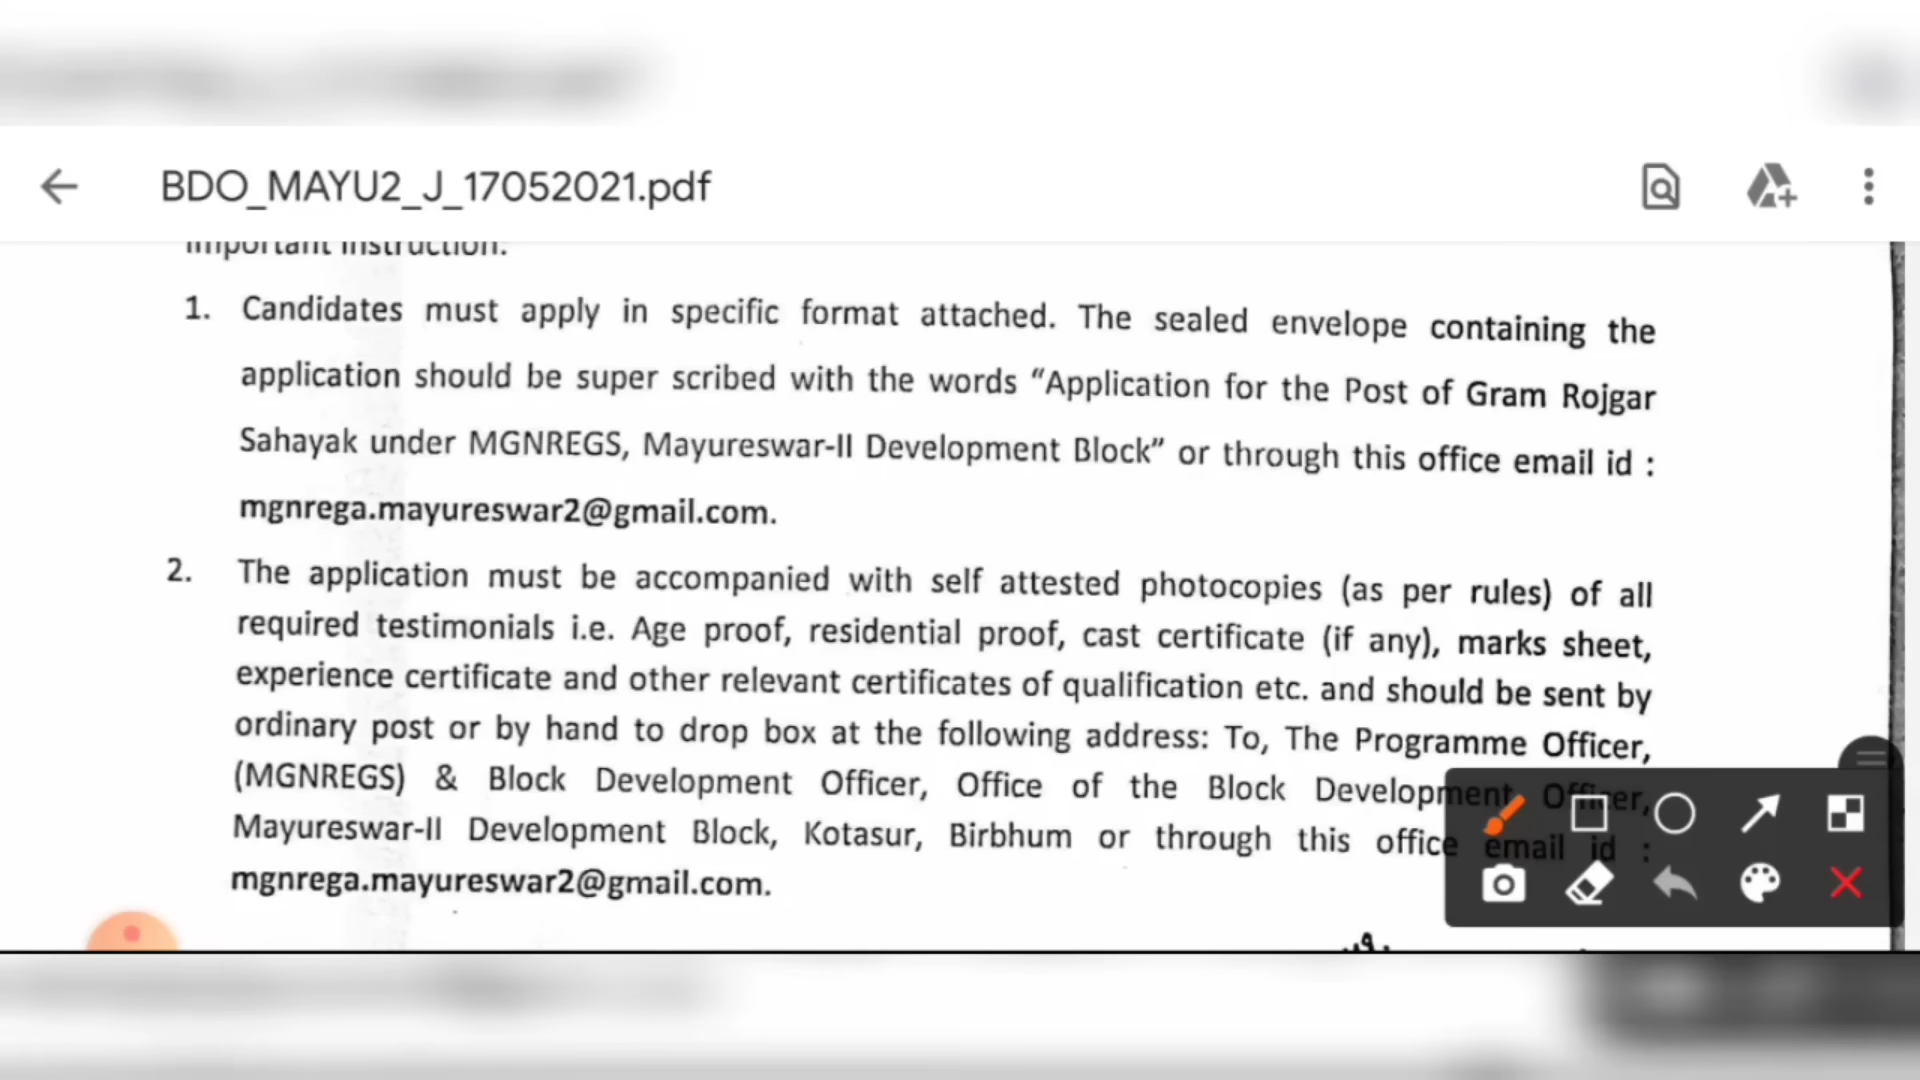 BDO_MAYU2_J_17052021.pdf
Important instruction:
1. Candidates must apply in specific format attached. The sealed envelope containing the
application should be super scribed with the words “Application for the Post of Gram Rojgar
Sahayak under MGNREGS, Mayureswar-II Development Block” or through this office email id :
mgnrega.mayureswar2@gmail.com.
2. The application must be accompanied with self attested photocopies (as per rules) of all
required testimonials i.e. Age proof, residential proof, cast certificate (if any), marks sheet,
experience certificate and other relevant certificates of qualification etc. and should be sent by
ordinary post or by hand to drop box at the following address: To, The Programme Officer,
(MGNREGS) & Block Development Officer, Office of the Block Development Officer,
Mayureswar-II Development Block, Kotasur, Birbhum or through this office email id :
mgnrega.mayureswar2@gmail.com.